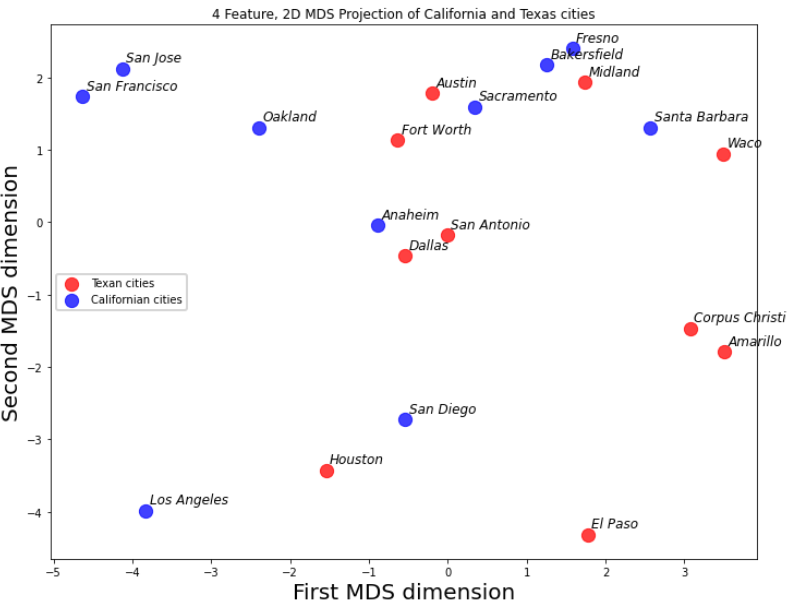 4 Feature, 2D MDS Projection of California and Texas cities
Fresno
Bakersfield
San Jose
Midland
San Francisco
Austin
Sacramento
Oakland
Santa Barbara
Fort Worth
Waco
Anaheim
San Antonio
Dallas
Texan cities
Californian cities
Corpus Christi
Amarillo
San Diego
Houston
Los Angeles
El Paso
2
1
0
−1
−2
−3
−4
Second MDS dimension
−5 −4 −3 −2 −1 0 1 2 3
First MDS dimension